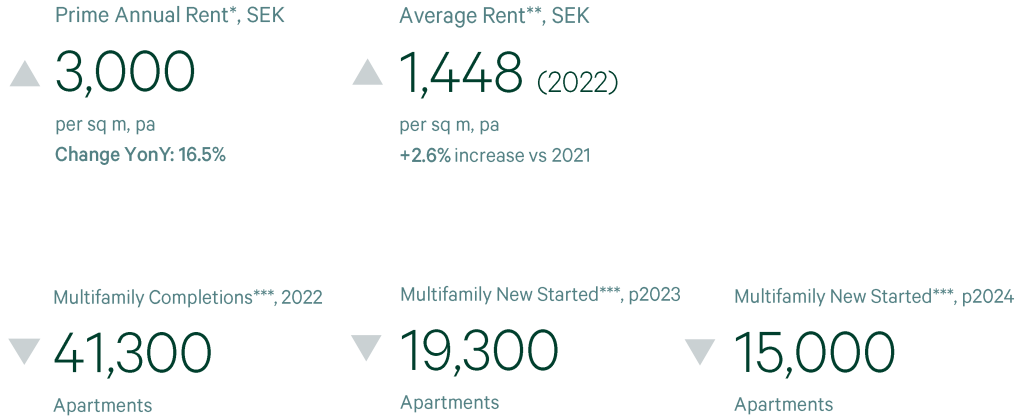 Prime Annual Rent*, SEK
3,000
per sq m, pa
Change YonY: 16.5%
Average Rent**, SEK
1,448 (2022)
per sq m, pa
+2.6% increase vs 2021
Multifamily Completions***, 2022
41,300
Apartments
Multifamily New Started***, p2023
19,300
Apartments
Multifamily New Started***, p2024
15,000
Apartments